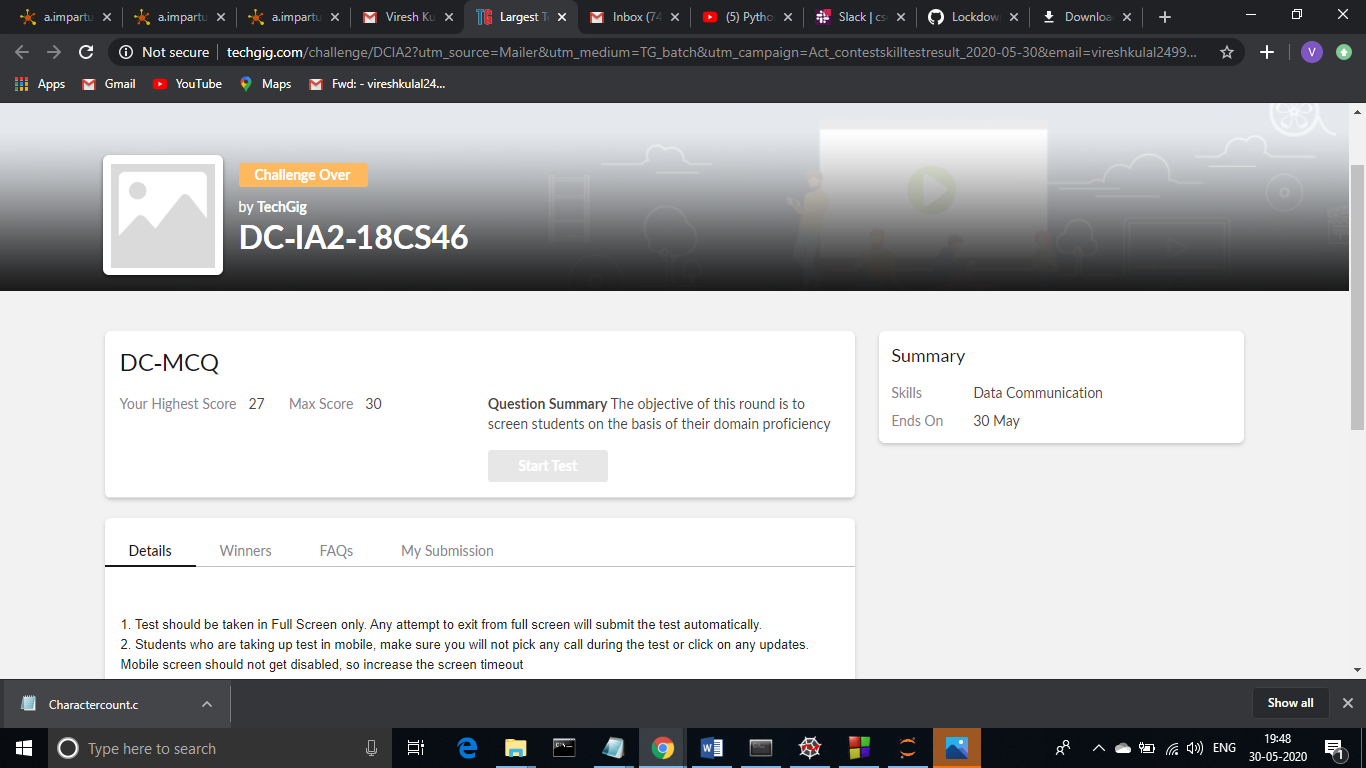 a.impartu
a.impartu
a.impartu
Viresh Ku
Largest T
Inbox (74
(5) Pytho
Slack | cs
Lockdow
Downloa
Not secure | techgig.com/challenge/DCIA2?utm_source=Mailer&utm_medium=TG_batch&utm_campaign=Act_contestskilltestresult_2020-05-30&email=vireshkulal2499...
V
Apps
Gmail
YouTube
Maps
Fwd: - vireshkulal24...
Challenge Over
by TechGig
DC-IA2-18CS46
DC-MCQ
Your Highest Score 27 Max Score 30
Question Summary The objective of this round is to
screen students on the basis of their domain proficiency
Start Test
Summary
Skills Data Communication
Ends On 30 May
Details Winners FAQs My Submission
1. Test should be taken in Full Screen only. Any attempt to exit from full screen will submit the test automatically.
2. Students who are taking up test in mobile, make sure you will not pick any call during the test or click on any updates.
Mobile screen should not get disabled, so increase the screen timeout
Charactercount.c
Show all
Type here to search
ENG
19:48
30-05-2020
1